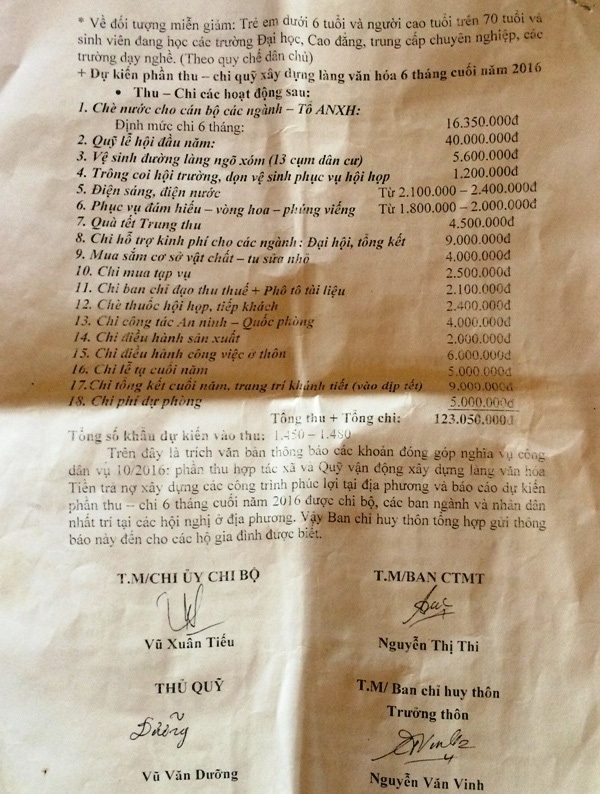 * Về đối tượng miễn giảm: Trẻ em dưới 6 tuổi và người cao tuổi trên 70 tuổi và
sinh viên đang học các trường Đại học, Cao đẳng, trung cấp chuyên nghiệp, các
trường dạy nghề. (Theo quy chế dân chủ)
+ Dự kiến phần thu – chi quỹ xây dựng làng văn hóa 6 tháng cuối năm 2016
• Thu – Chi các hoạt động sau:
1. Chè nước cho cán bộ các ngành – Tổ ANXH:
Định mức chi 6 tháng: 16.350.000đ
2. Quỹ lễ hội đầu năm: 40.000.000đ
3. Vệ sinh đường làng ngõ xóm (13 cụm dân cư) 5.600.000đ
4. Trông coi hội trường, dọn vệ sinh phục vụ hội họp 1.200.000đ
5. Điện sáng, điện nước Từ 2.100.000 – 2.400.000đ
6. Phục vụ đám hiếu – vòng hoa – phúng viếng Từ 1.800.000 – 2.000.000đ
7. Quà tết Trung thu 4.500.000đ
8. Chi hỗ trợ kinh phí cho các ngành: Đại hội, tổng kết 9.000.000đ
9. Mua sắm cơ sở vật chất – tu sửa nhỏ 4.000.000đ
10. Chi mua tạp vụ 2.500.000đ
11. Chi ban chỉ đạo thu thuế + Phô tô tài liệu 2.100.000đ
12. Chè thuốc hội họp, tiếp khách 2.400.000đ
13. Chi công tác An ninh – Quốc phòng 4.000.000đ
14. Chi điều hành sản xuất 2.000.000đ
15. Chi điều hành công việc ở thôn 6.000.000đ
16. Chi lễ tạ cuối năm 5.000.000đ
17. Chi tổng kết cuối năm, trang trí khánh tiết (vào dịp tết) 9.000.000đ
18. Chi phí dự phòng 5.000.000đ
Tổng thu + Tổng chi: 123.050.000đ
Tổng số khẩu dự kiến vào thu: 1.450 – 1.480
Trên đây là trích văn bản thông báo các khoản đóng góp nghĩa vụ công
dân vụ 10/2016: phần thu hợp tác xã và Quỹ vận động xây dựng làng văn hóa
Tiền trả nợ xây dựng các công trình phúc lợi tại địa phương và báo cáo dự kiến
phần thu – chi 6 tháng cuối năm 2016 được chi bộ, các ban ngành và nhân dân
nhất trí tại các hội nghị ở địa phương. Vậy Ban chỉ huy thôn tổng hợp gửi thông
báo này đến cho các hộ gia đình được biết.
T.M/CHI ỦY CHI BỘ T.M/BAN CTMT
Vũ Xuân Tiếu Nguyễn Thị Thi
THỦ QUỸ T.M/ Ban chỉ huy thôn
Trưởng thôn
Dưỡng
Vũ Văn Dưỡng Nguyễn Văn Vinh